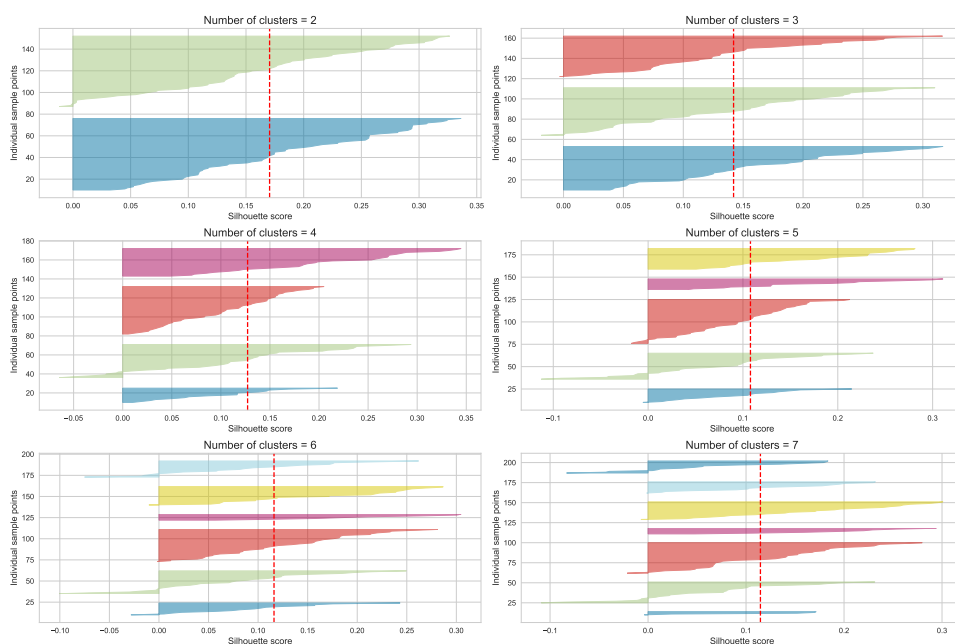 Number of clusters = 2
Individual sample points
140
120
100
80
60
40
20
0.00 0.05 0.10 0.15 0.20 0.25 0.30 0.35
Silhouette score
Number of clusters = 3
Individual sample points
160
140
120
100
80
60
40
20
0.00 0.05 0.10 0.15 0.20 0.25 0.30
Silhouette score
Number of clusters = 4
Individual sample points
180
160
140
120
100
80
60
40
20
−0.05 0.00 0.05 0.10 0.15 0.20 0.25 0.30 0.35
Silhouette score
Number of clusters = 5
Individual sample points
175
150
125
100
75
50
25
−0.1 0.0 0.1 0.2 0.3
Silhouette score
Number of clusters = 6
Individual sample points
200
175
150
125
100
75
50
25
−0.10 −0.05 0.00 0.05 0.10 0.15 0.20 0.25 0.30
Silhouette score
Number of clusters = 7
Individual sample points
200
175
150
125
100
75
50
25
−0.1 0.0 0.1 0.2 0.3
Silhouette score